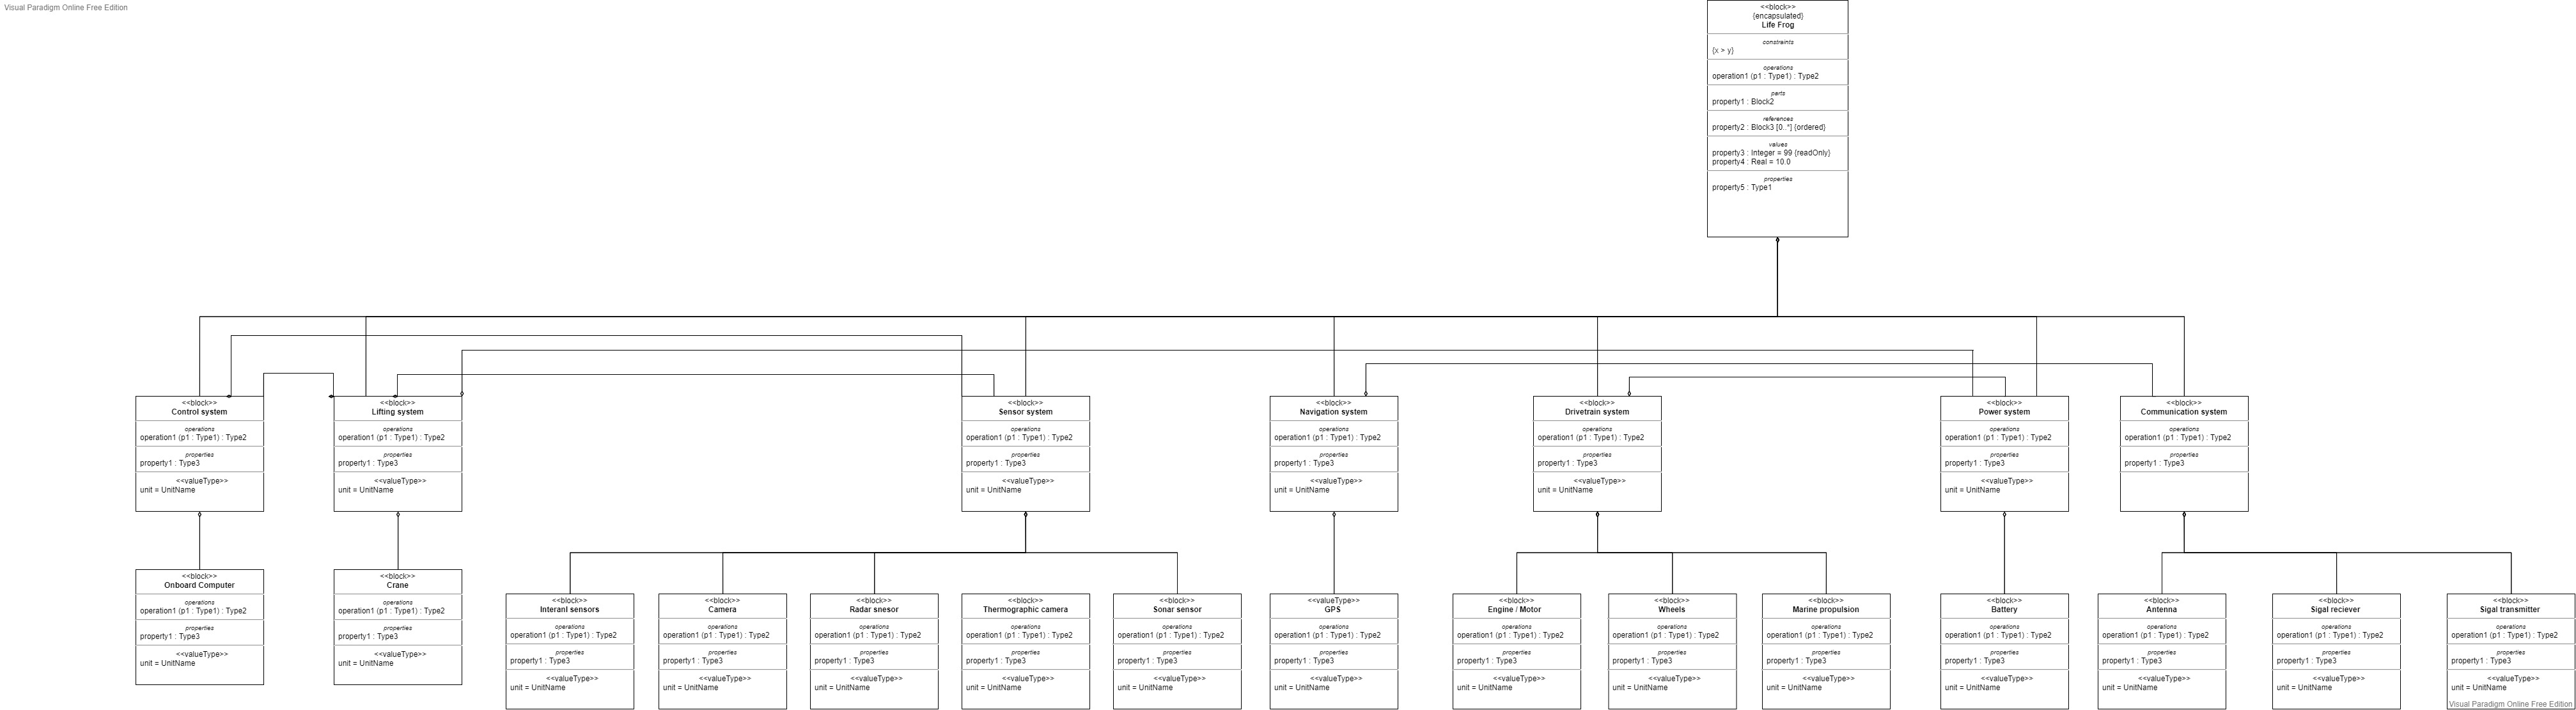 Visual Paradigm Online Free Edition
<<block>>
{encapsulated}
Life Frog
constraints
{x > y}
operations
operation1 (p1 : Type1) : Type2
parts
property1 : Block2
references
property2 : Block3 [0..*] {ordered}
values
property3 : Integer = 99 {readOnly}
property4 : Real = 10.0
properties
property5 : Type1
<<block>>
Control system
operations
operation1 (p1 : Type1) : Type2
properties
property1 : Type3
<<valueType>>
unit = UnitName
<<block>>
Lifting system
operations
operation1 (p1 : Type1) : Type2
properties
property1 : Type3
<<valueType>>
unit = UnitName
<<block>>
Sensor system
operations
operation1 (p1 : Type1) : Type2
properties
property1 : Type3
<<valueType>>
unit = UnitName
<<block>>
Navigation system
operations
operation1 (p1 : Type1) : Type2
properties
property1 : Type3
<<valueType>>
unit = UnitName
<<block>>
Drivetrain system
operations
operation1 (p1 : Type1) : Type2
properties
property1 : Type3
<<valueType>>
unit = UnitName
<<block>>
Power system
operations
operation1 (p1 : Type1) : Type2
properties
property1 : Type3
<<valueType>>
unit = UnitName
<<block>>
Communication system
operations
operation1 (p1 : Type1) : Type2
properties
property1 : Type3
<<block>>
Onboard Computer
operations
operation1 (p1 : Type1) : Type2
properties
property1 : Type3
<<valueType>>
unit = UnitName
<<block>>
Crane
operations
operation1 (p1 : Type1) : Type2
properties
property1 : Type3
<<valueType>>
unit = UnitName
<<block>>
Interanl sensors
operations
operation1 (p1 : Type1) : Type2
properties
property1 : Type3
<<valueType>>
unit = UnitName
<<block>>
Camera
operations
operation1 (p1 : Type1) : Type2
properties
property1 : Type3
<<valueType>>
unit = UnitName
<<block>>
Radar snesor
operations
operation1 (p1 : Type1) : Type2
properties
property1 : Type3
<<valueType>>
unit = UnitName
<<block>>
Thermographic camera
operations
operation1 (p1 : Type1) : Type2
properties
property1 : Type3
<<valueType>>
unit = UnitName
<<block>>
Sonar sensor
operations
operation1 (p1 : Type1) : Type2
properties
property1 : Type3
<<valueType>>
unit = UnitName
<<valueType>>
GPS
operations
operation1 (p1 : Type1) : Type2
properties
property1 : Type3
<<valueType>>
unit = UnitName
<<block>>
Engine / Motor
operations
operation1 (p1 : Type1) : Type2
properties
property1 : Type3
<<valueType>>
unit = UnitName
<<block>>
Wheels
operations
operation1 (p1 : Type1) : Type2
properties
property1 : Type3
<<valueType>>
unit = UnitName
<<block>>
Marine propulsion
operations
operation1 (p1 : Type1) : Type2
properties
property1 : Type3
<<valueType>>
unit = UnitName
<<block>>
Battery
operations
operation1 (p1 : Type1) : Type2
properties
property1 : Type3
<<valueType>>
unit = UnitName
<<block>>
Antenna
operations
operation1 (p1 : Type1) : Type2
properties
property1 : Type3
<<valueType>>
unit = UnitName
<<block>>
Sigal reciever
operations
operation1 (p1 : Type1) : Type2
properties
property1 : Type3
<<valueType>>
unit = UnitName
<<block>>
Sigal transmitter
operations
operation1 (p1 : Type1) : Type2
properties
property1 : Type3
<<valueType>>
unit = UnitName
Visual Paradigm Online Free Edition